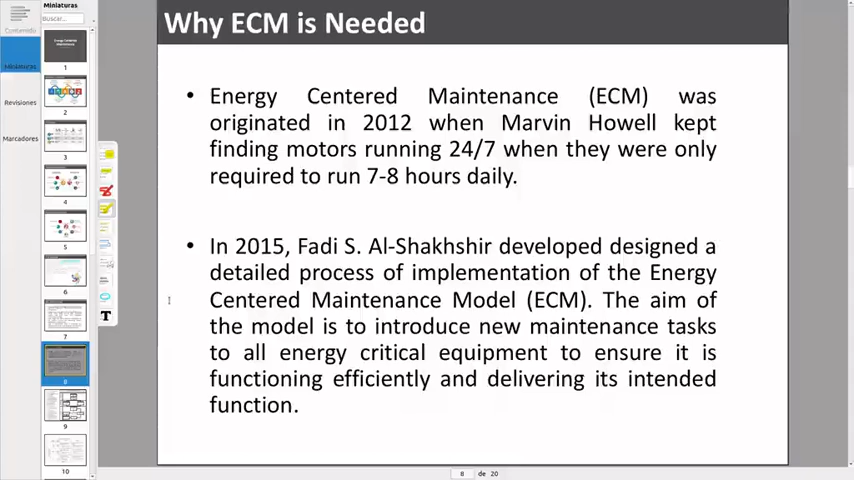 Miniaturas
Buscar...
Contenido
Miniaturas
Revisiones
Marcadores
1
2
3
4
5
6
7
8
9
10
Why ECM is Needed
• Energy Centered Maintenance (ECM) was
originated in 2012 when Marvin Howell kept
finding motors running 24/7 when they were only
required to run 7-8 hours daily.
• In 2015, Fadi S. Al-Shakhshir developed designed a
detailed process of implementation of the Energy
Centered Maintenance Model (ECM). The aim of
the model is to introduce new maintenance tasks
to all energy critical equipment to ensure it is
functioning efficiently and delivering its intended
function.
T
8 de 20